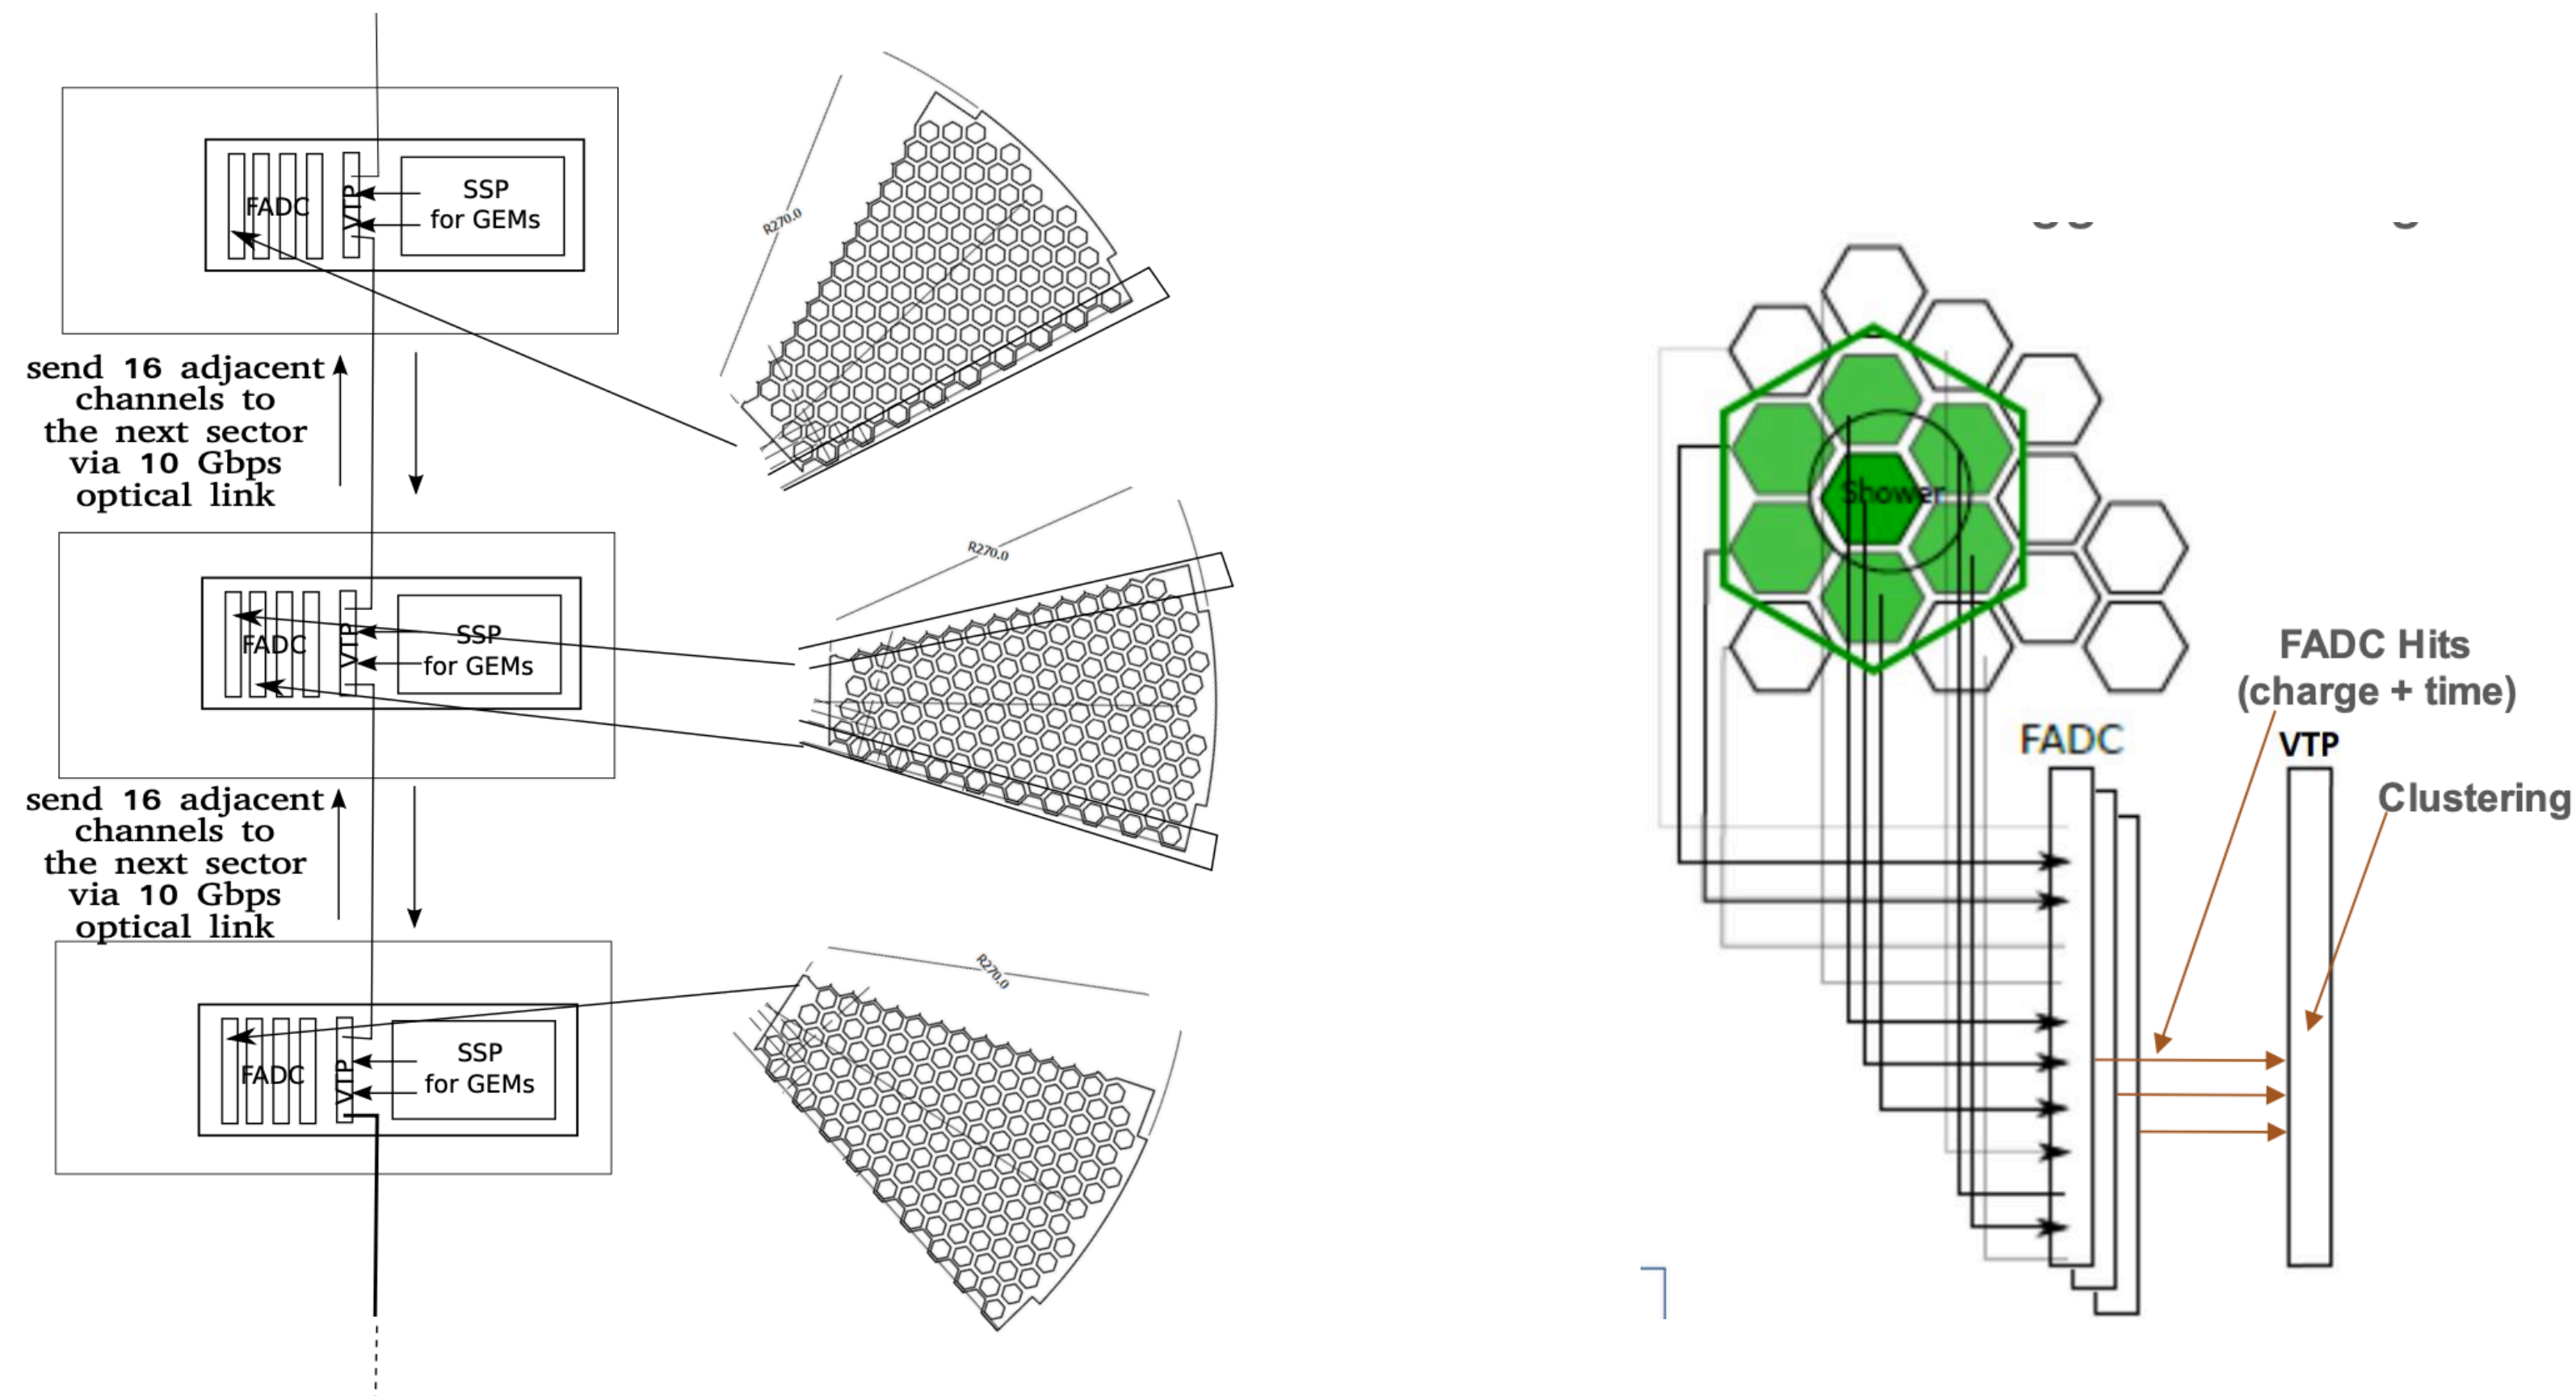 FADC
VTP
SSP
for GEMs
R270.0
send 16 adjacent
channels to
the next sector
via 10 Gbps
optical link
FADC
VTP
SSP
for GEMs
R270.0
send 16 adjacent
channels to
the next sector
via 10 Gbps
optical link
FADC
VTP
SSP
for GEMs
R270.0
Shower
FADC Hits
(charge + time)
FADC
VTP
Clustering